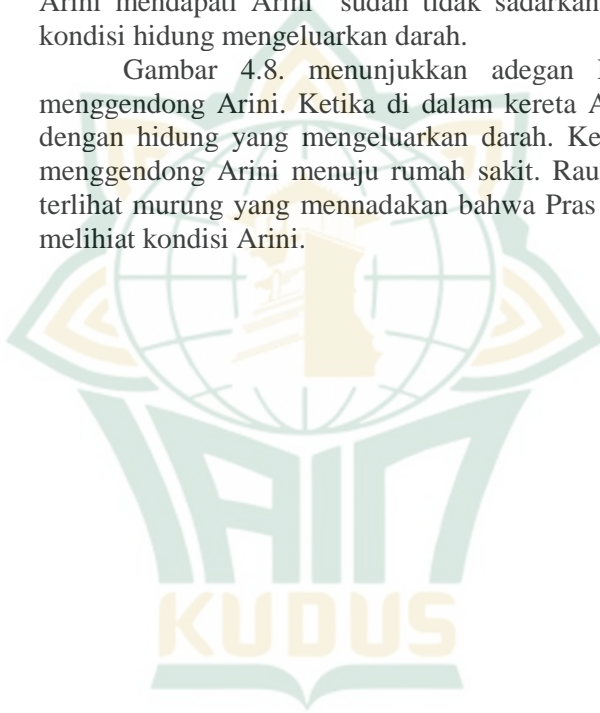 Arini mendapati Arini sudah tidak sadarkan
kondisi hidung mengeluarkan darah.
Gambar 4.8. menunjukkan adegan
menggendong Arini. Ketika di dalam kereta
dengan hidung yang mengeluarkan darah.
menggendong Arini menuju rumah sakit.
terlihat murung yang mennadakan bahwa Pras
melihiat kondisi Arini.
IAIN
KUDUS